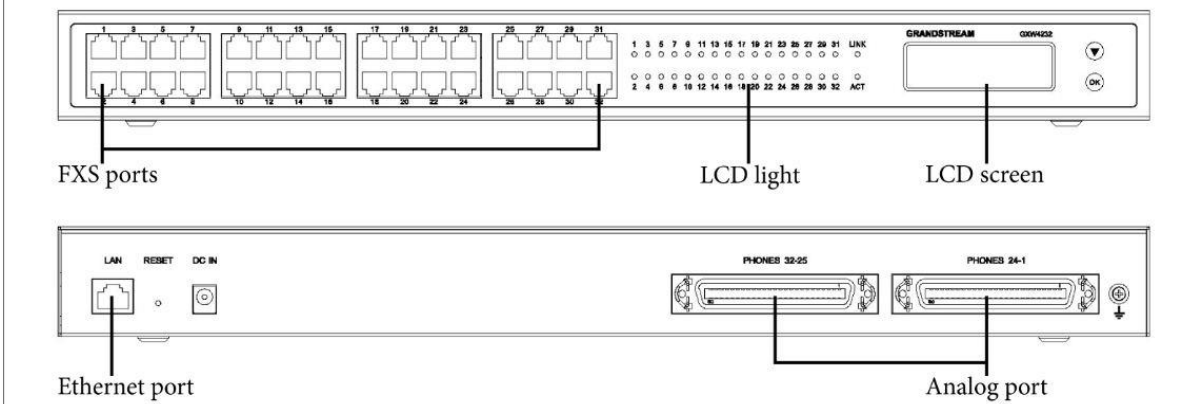 1 3 5 7 9 11 13 15 17 19 21 23 25 27 29 31
2 4 6 8 10 12 14 16 18 20 22 24 26 28 30 32
1 3 5 7 9 11 13 15 17 19 21 23 25 27 29 31 LINK
2 4 6 8 10 12 14 16 18 20 22 24 26 28 30 32 ACT
GRANDSTREAM GXW4232
OK
FXS ports
LCD light
LCD screen
LAN RESET DC IN
PHONES 32-25
PHONES 24-1
Ethernet port
Analog port